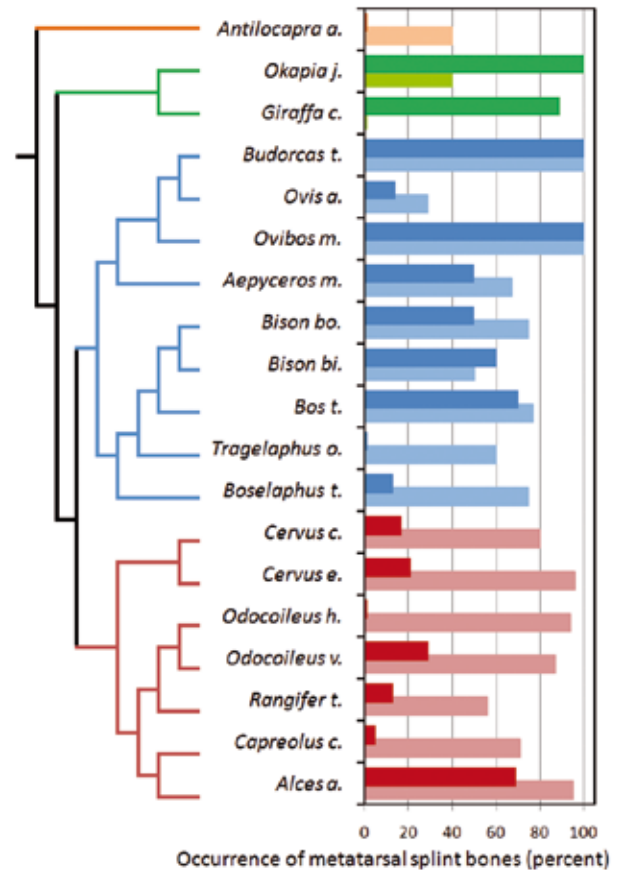 Antilocapra a.
Okapia j.
Giraffa c.
Budorcas t.
Ovis a.
Ovibos m.
Aepyceros m.
Bison bo.
Bison bi.
Bos t.
Tragelaphus o.
Boselaphus t.
Cervus c.
Cervus e.
Odocoileus h.
Odocoileus v.
Rangifer t.
Capreolus c.
Alces a.
0 20 40 60 80 100
Occurrence of metatarsal splint bones (percent)